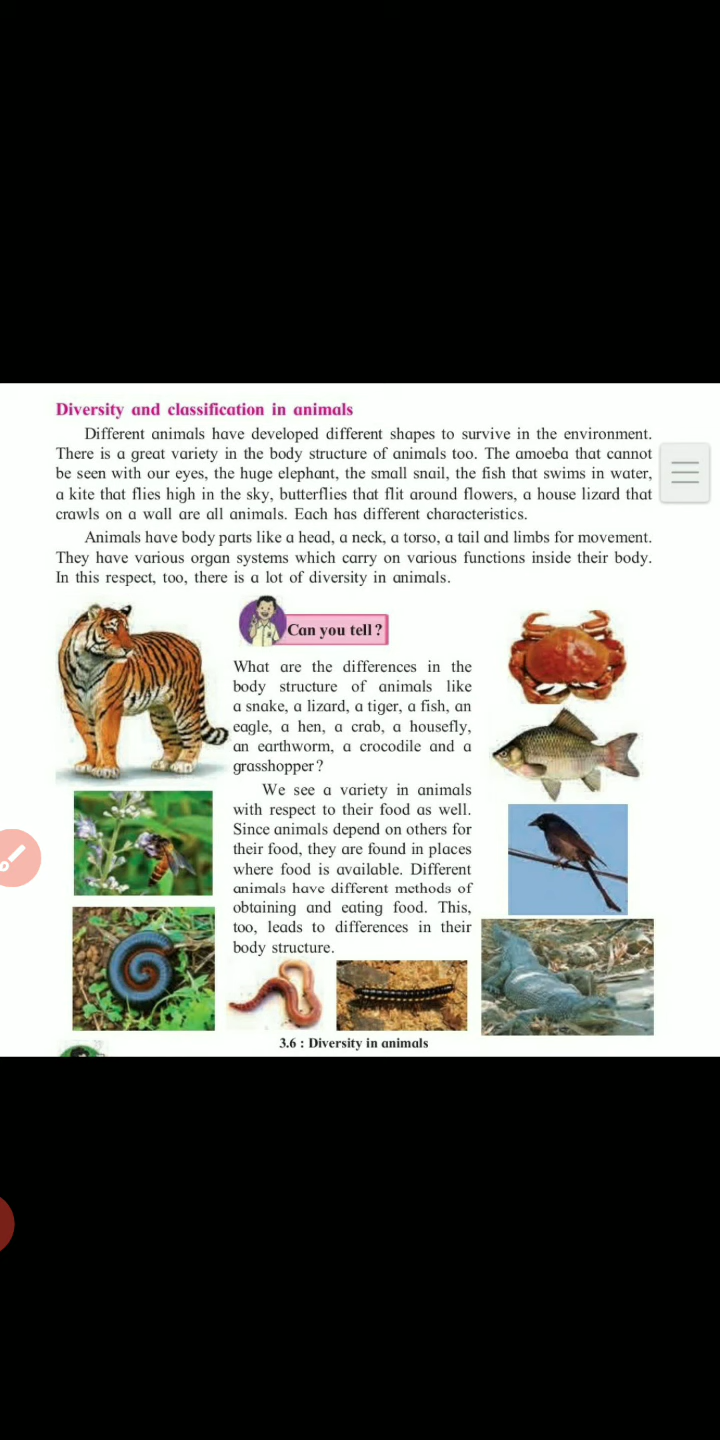 Diversity and classification in animals
Different animals have developed different shapes to survive in the environment.
There is a great variety in the body structure of animals too. The amoeba that cannot
be seen with our eyes, the huge elephant, the small snail, the fish that swims in water,
a kite that flies high in the sky, butterflies that flit around flowers, a house lizard that
crawls on a wall are all animals. Each has different characteristics.
Animals have body parts like a head, a neck, a torso, a tail and limbs for movement.
They have various organ systems which carry on various functions inside their body.
In this respect, too, there is a lot of diversity in animals.
Can you tell ?
What are the differences in the
body structure of animals like
a snake, a lizard, a tiger, a fish, an
eagle, a hen, a crab, a housefly,
an earthworm, a crocodile and a
grasshopper ?
We see a variety in animals
with respect to their food as well.
Since animals depend on others for
their food, they are found in places
where food is available. Different
animals have different methods of
obtaining and eating food. This,
too, leads to differences in their
body structure.
3.6 : Diversity in animals